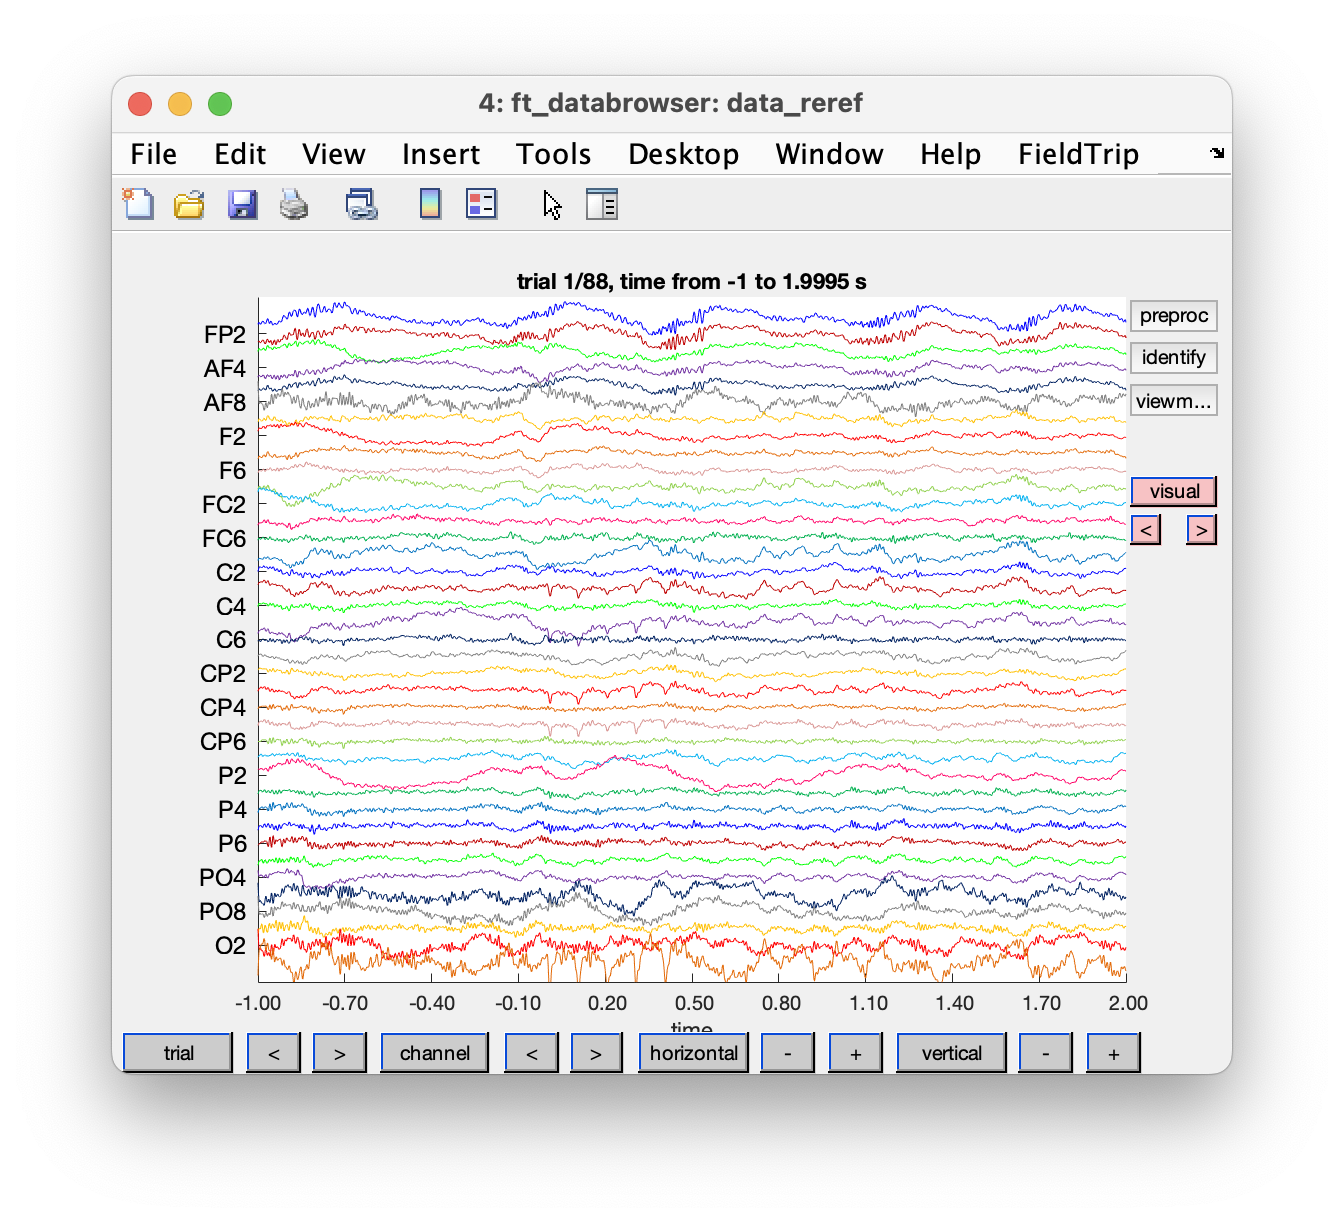 4: ft_databrowser: data_reref
File Edit View Insert Tools Desktop Window Help FieldTrip
trial 1/88, time from -1 to 1.9995 s
preproc
identify
viewm...
visual
< >
FP2
AF4
AF8
F2
F6
FC2
FC6
C2
C4
C6
CP2
CP4
CP6
P2
P4
P6
PO4
PO8
O2
-1.00 -0.70 -0.40 -0.10 0.20 0.50 0.80 1.10 1.40 1.70 2.00
time
trial < > channel < > horizontal - + vertical - +